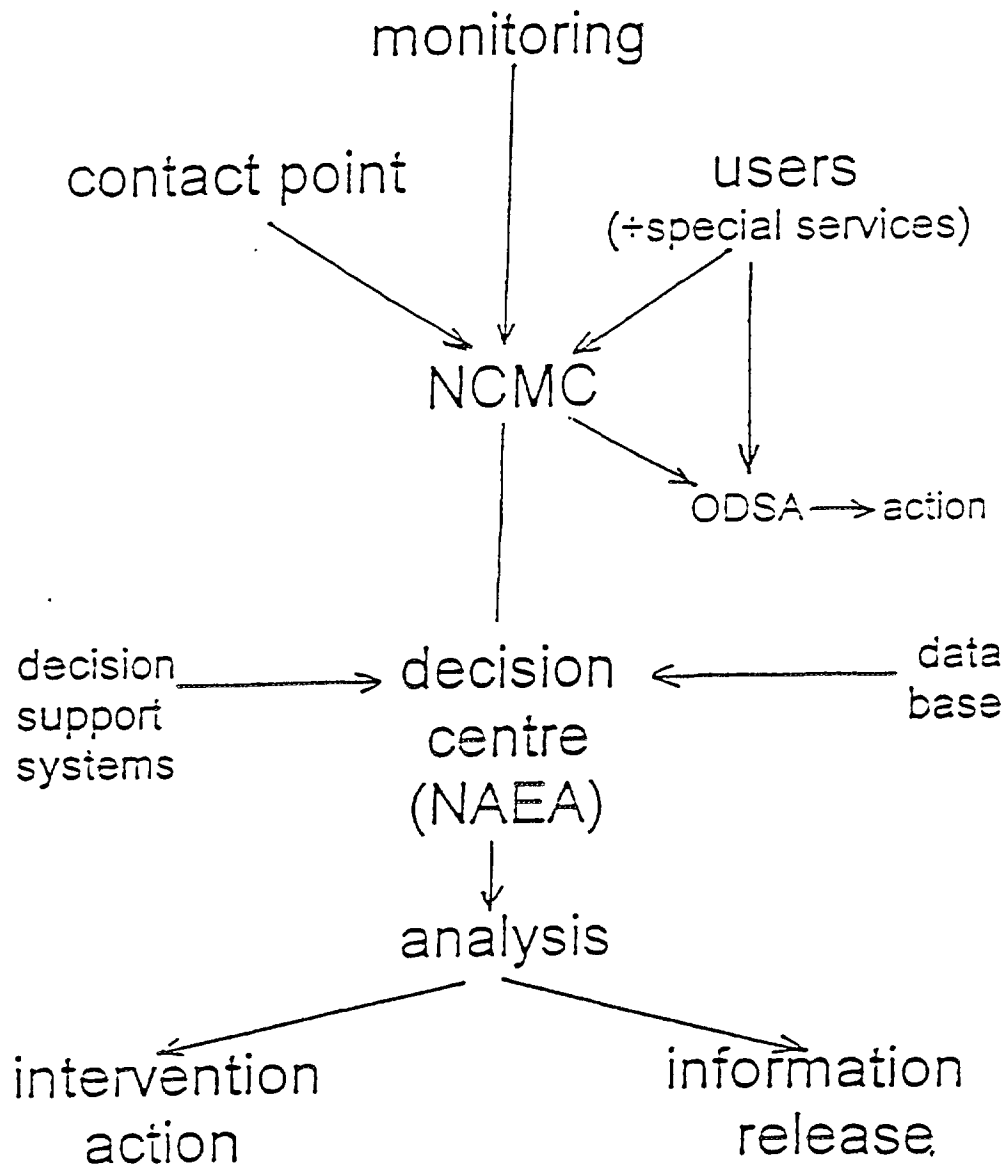 monitoring
contact point
users
(+special services)
NCMC
ODSA
action
decision
support
systems
decision
centre
(NAEA)
data
base
analysis
intervention
action
information
release